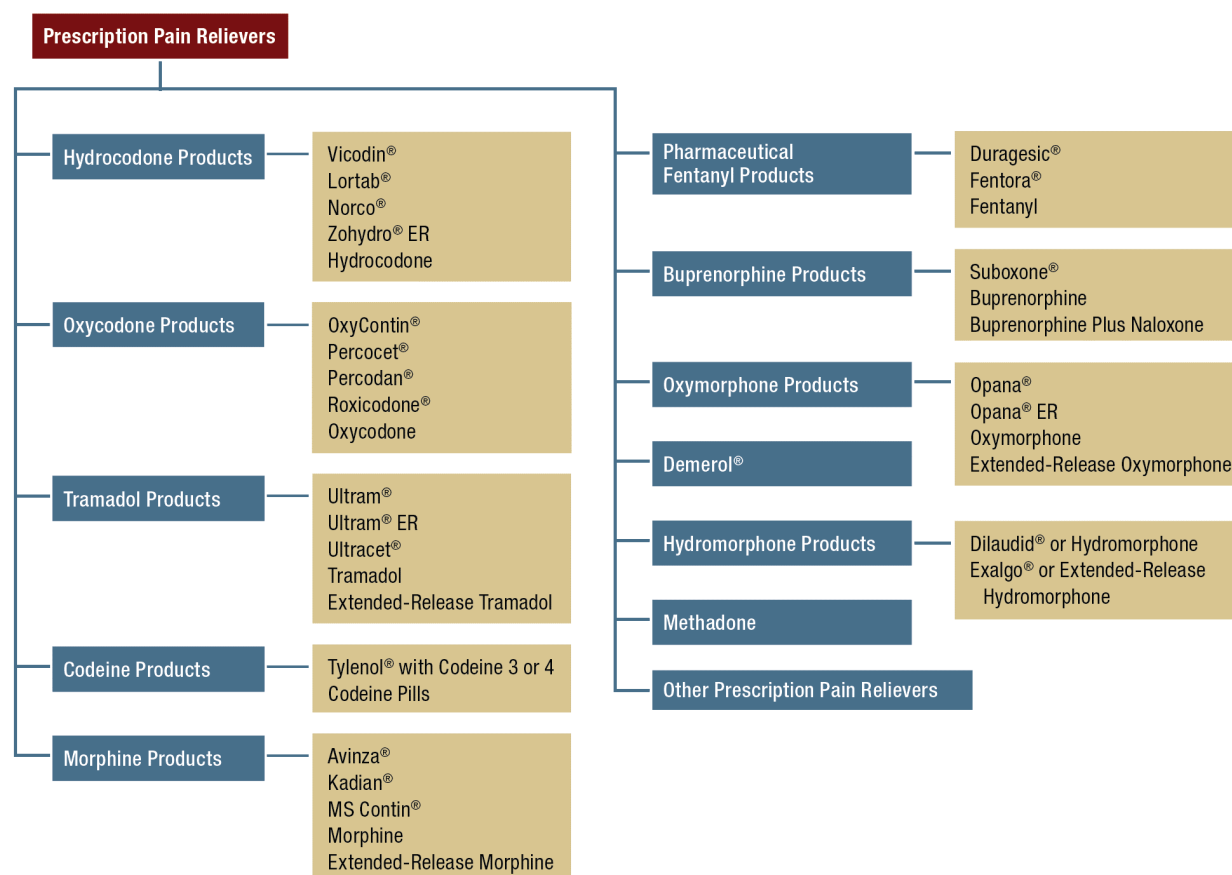 Prescription Pain Relievers
Hydrocodone Products
Vicodin®
Lortab®
Norco®
Zohydro® ER
Hydrocodone
Oxycodone Products
OxyContin®
Percocet®
Percodan®
Roxicodone®
Oxycodone
Tramadol Products
Ultram®
Ultram® ER
Ultracet®
Tramadol
Extended-Release Tramadol
Codeine Products
Tylenol® with Codeine 3 or 4
Codeine Pills
Morphine Products
Avinza®
Kadian®
MS Contin®
Morphine
Extended-Release Morphine
Pharmaceutical
Fentanyl Products
Duragesic®
Fentora®
Fentanyl
Buprenorphine Products
Suboxone®
Buprenorphine
Buprenorphine Plus Naloxone
Oxymorphone Products
Opana®
Opana® ER
Oxymorphone
Extended-Release Oxymorphone
Demerol®
Hydromorphone Products
Dilaudid® or Hydromorphone
Exalgo® or Extended-Release
Hydromorphone
Methadone
Other Prescription Pain Relievers